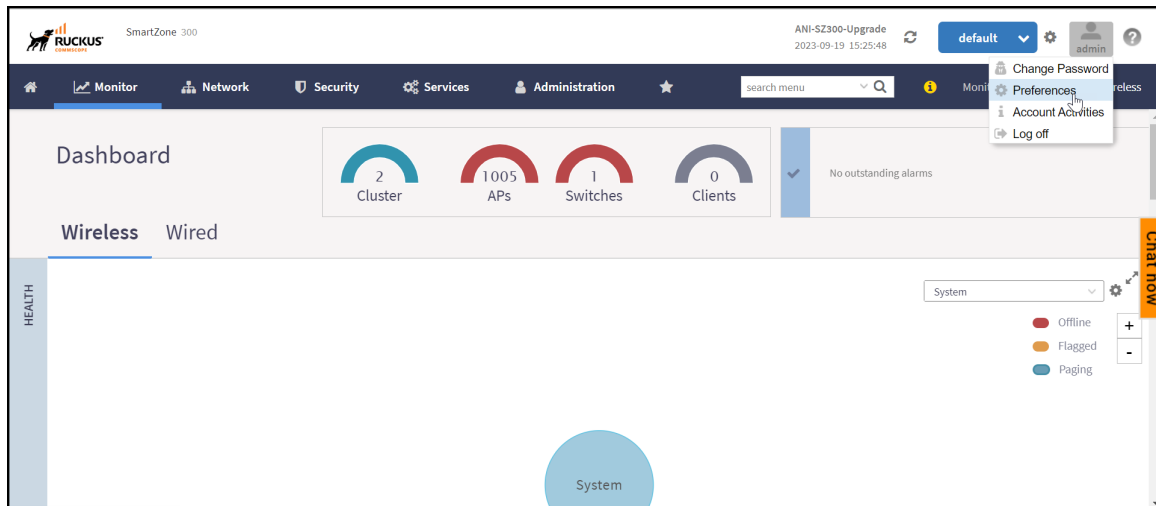 RUCKUS
COMMSCOPE
SmartZone 300
ANI-SZ300-Upgrade
2023-09-19 15:25:48
default
admin
?
Change Password
Preferences
Account Activities
Log off
Monitor
Network
Security
Services
Administration
search menu
Moni
reless
Dashboard
2
Cluster
1005
APs
1
Switches
0
Clients
No outstanding alarms
Wireless Wired
Chat now
HEALTH
System
Offline
Flagged
Paging
+
-
System